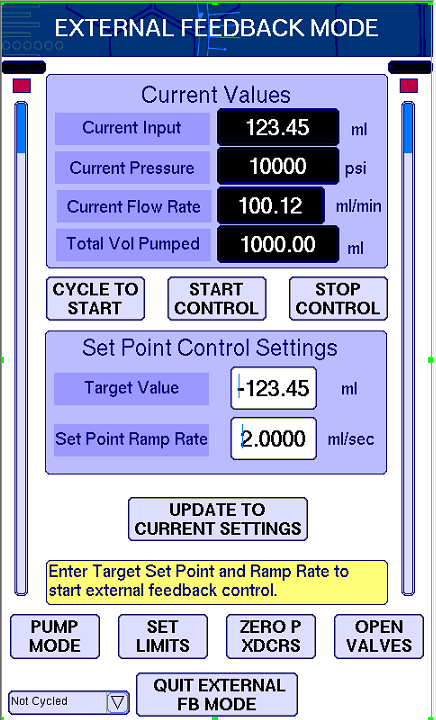 EXTERNAL FEEDBACK MODE
Current Values
Current Input 123.45 ml
Current Pressure 10000 psi
Current Flow Rate 100.12 ml/min
Total Vol Pumped 1000.00 ml
CYCLE TO START
START CONTROL
STOP CONTROL
Set Point Control Settings
Target Value -123.45 ml
Set Point Ramp Rate 2.0000 ml/sec
UPDATE TO
CURRENT SETTINGS
Enter Target Set Point and Ramp Rate to
start external feedback control.
PUMP MODE
SET LIMITS
ZERO P XDCRS
OPEN VALVES
Not Cycled
QUIT EXTERNAL
FB MODE